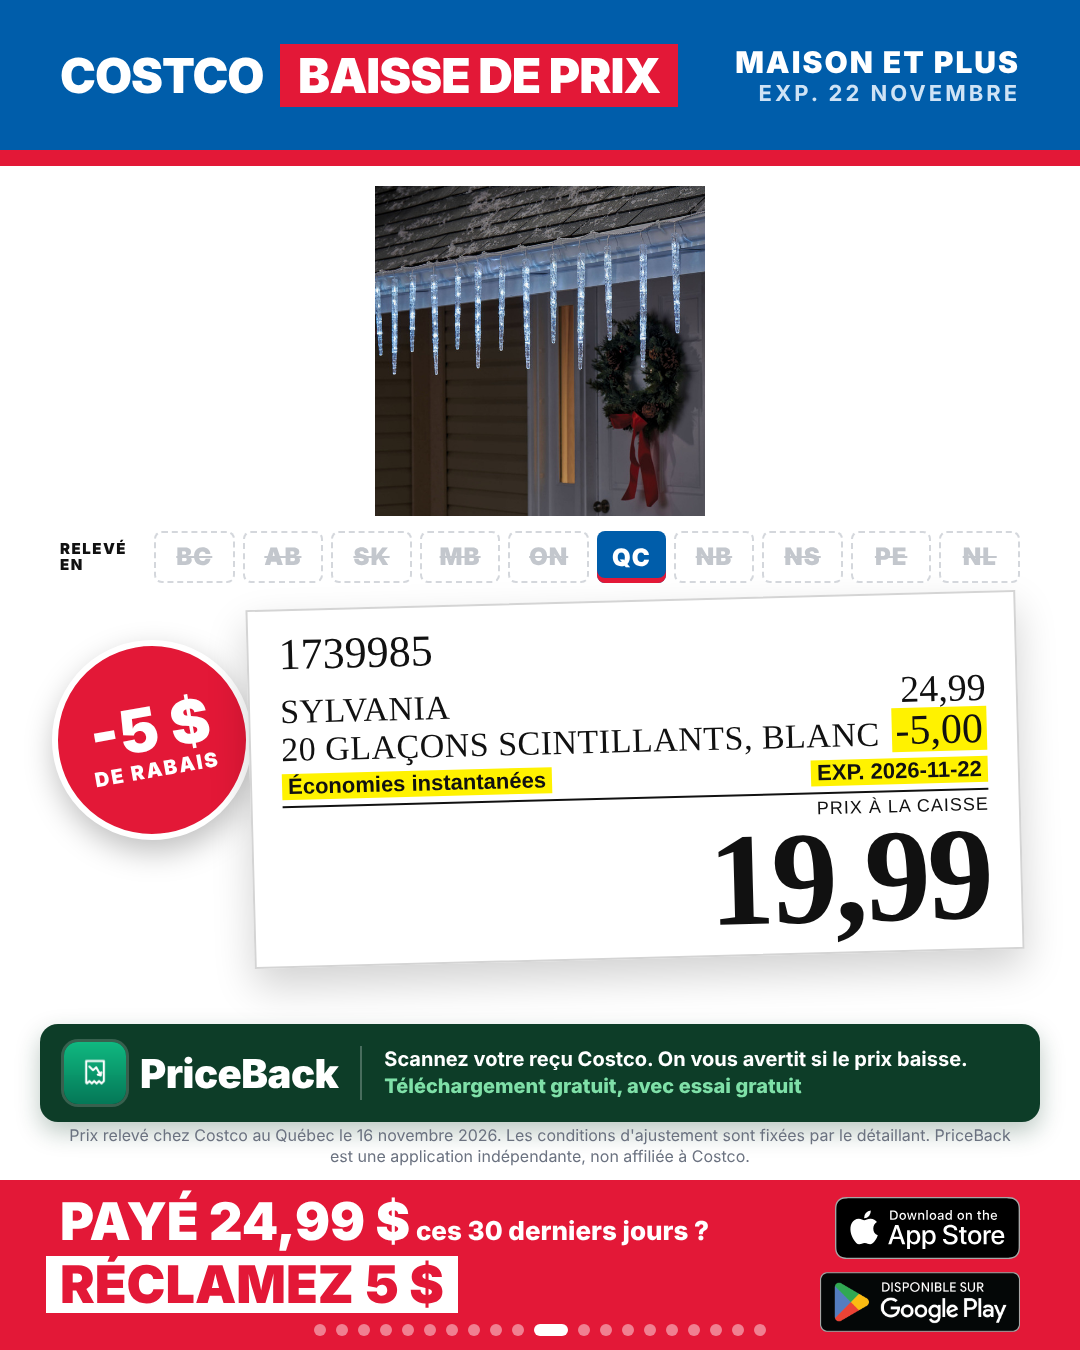 COSTCO BAISSE DE PRIX
MAISON ET PLUS
EXP. 22 NOVEMBRE
RELEVÉ EN
BC AB SK MB ON QC NB NS PE NL
-5 $
DE RABAIS
1739985
SYLVANIA
24,99
20 GLAÇONS SCINTILLANTS, BLANC
-5,00
Économies instantanées
EXP. 2026-11-22
PRIX À LA CAISSE
19,99
PriceBack
Scannez votre reçu Costco. On vous avertit si le prix baisse.
Téléchargement gratuit, avec essai gratuit
Prix relevé chez Costco au Québec le 16 novembre 2026. Les conditions d'ajustement sont fixées par le détaillant. PriceBack
est une application indépendante, non affiliée à Costco.
PAYÉ 24,99 $ ces 30 derniers jours ?
RÉCLAMEZ 5 $
Download on the
App Store
DISPONIBLE SUR
Google Play